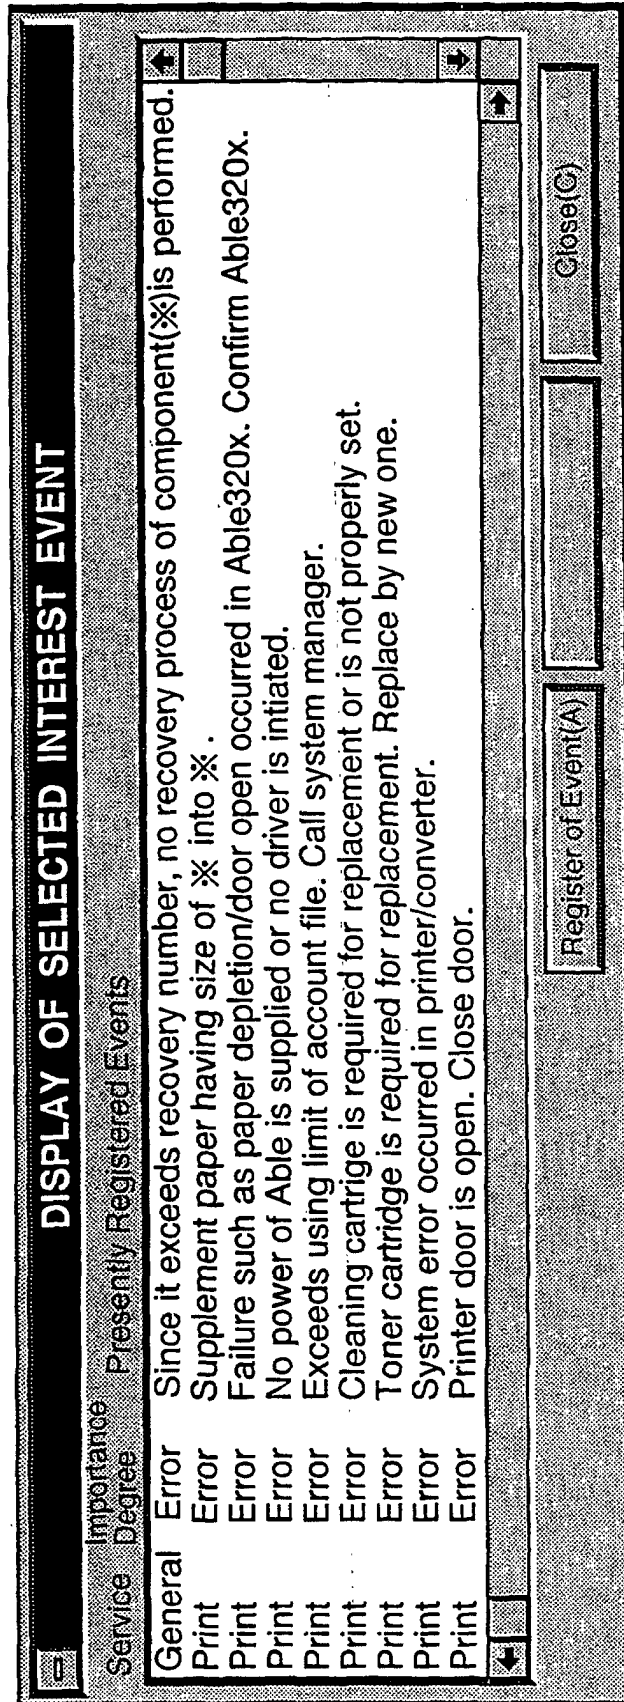 DISPLAY OF SELECTED INTEREST EVENT
Importance
Service Degree Presently Registered Events
General Error Since it exceeds recovery number, no recovery process of component(※)is performed.
Print Error Supplement paper having size of ※ into ※ .
Print Error Failure such as paper depletion/door open occurred in Able320x. Confirm Able320x.
Print Error No power of Able is supplied or no driver is intiated.
Print Error Exceeds using limit of account file. Call system manager.
Print Error Cleaning cartrige is required for replacement or is not properly set.
Print Error Toner cartridge is required for replacement. Replace by new one.
Print Error System error occurred in printer/converter.
Print Error Printer door is open. Close door.
Register of Event(A) Close(C)